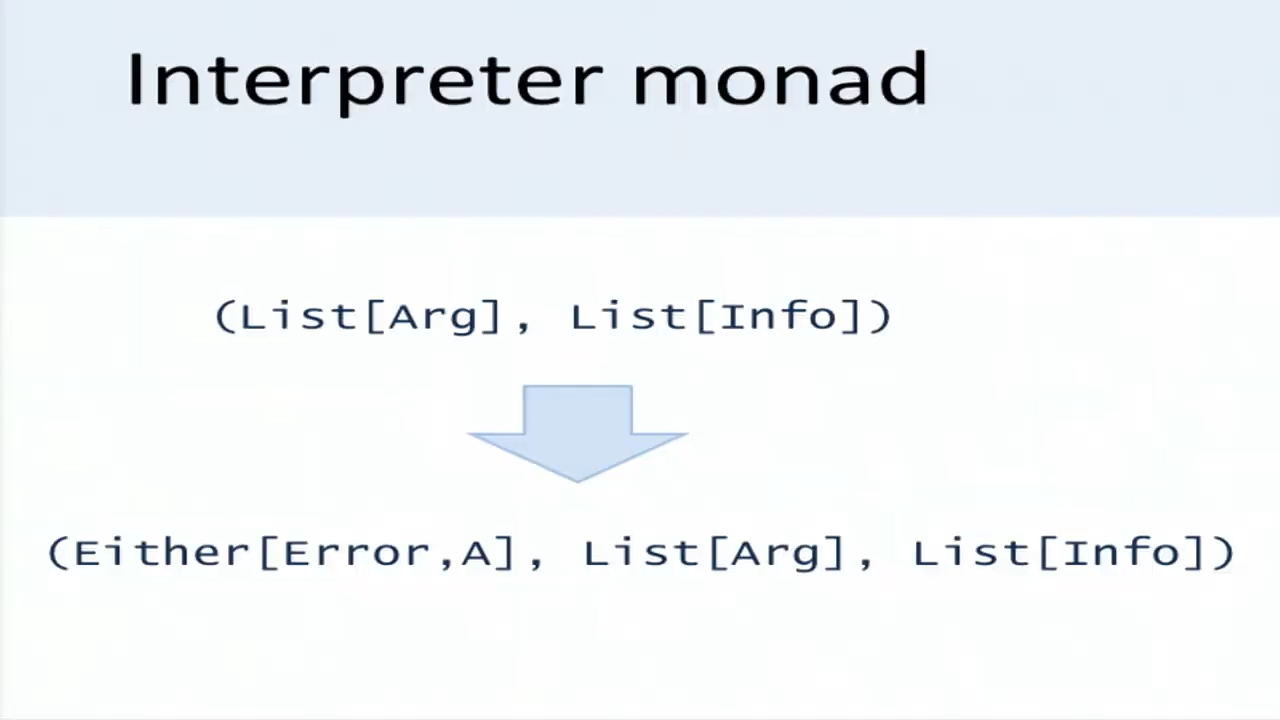 Interpreter monad
(List[Arg], List[Info])
(Either[Error,A], List[Arg], List[Info])